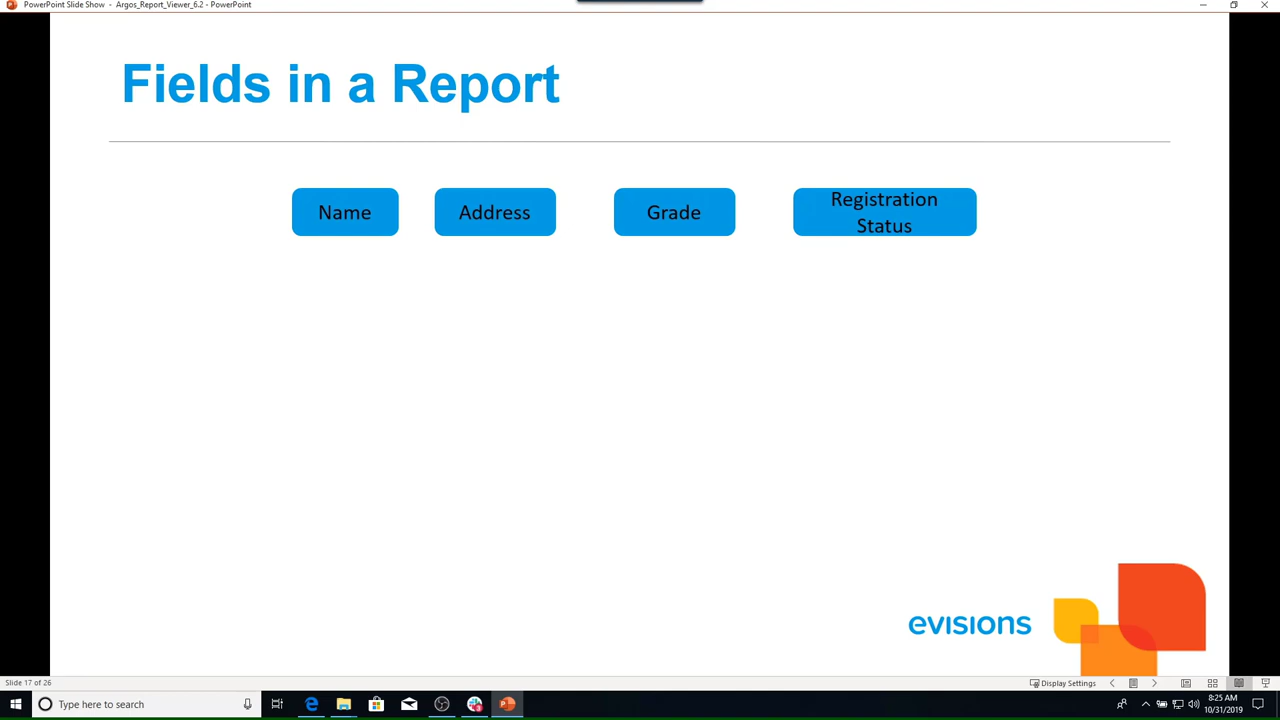 PowerPoint Slide Show - Argos_Report_Viewer_6.2 - PowerPoint
Fields in a Report
Name
Address
Grade
Registration
Status
evisions
Slide 17 of 26
Display Settings
Type here to search
8:25 AM
10/31/2019